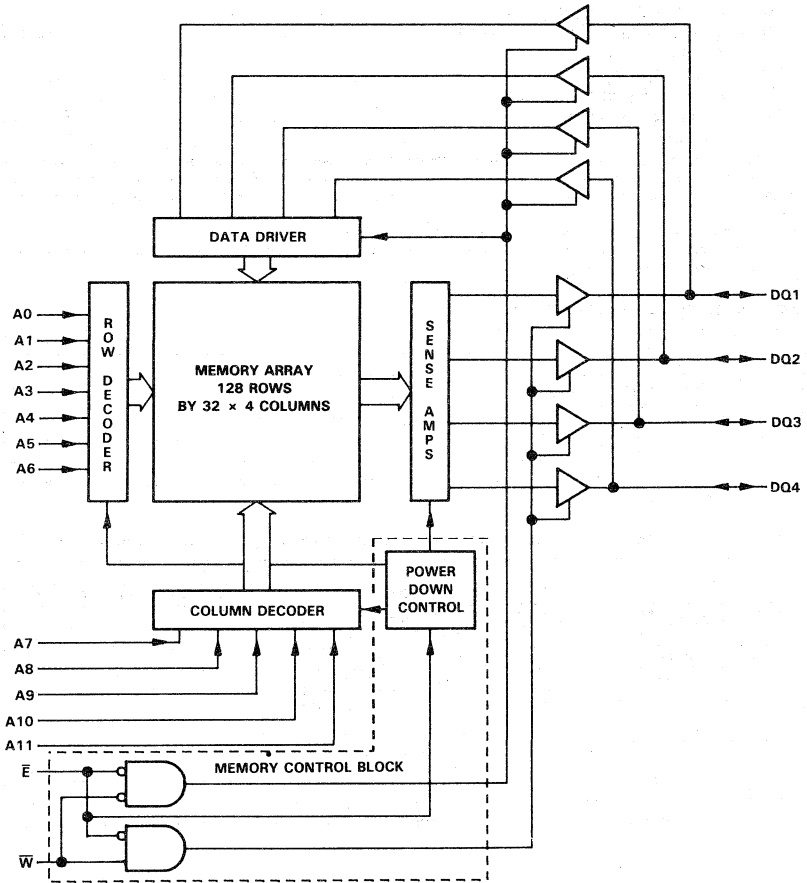 DATA DRIVER
A0
A1
A2
A3
A4
A5
A6
ROW DECODER
MEMORY ARRAY
128 ROWS
BY 32 × 4 COLUMNS
SENSE AMPS
DQ1
DQ2
DQ3
DQ4
POWER
DOWN
CONTROL
COLUMN DECODER
A7
A8
A9
A10
A11
MEMORY CONTROL BLOCK
E̅
W̅